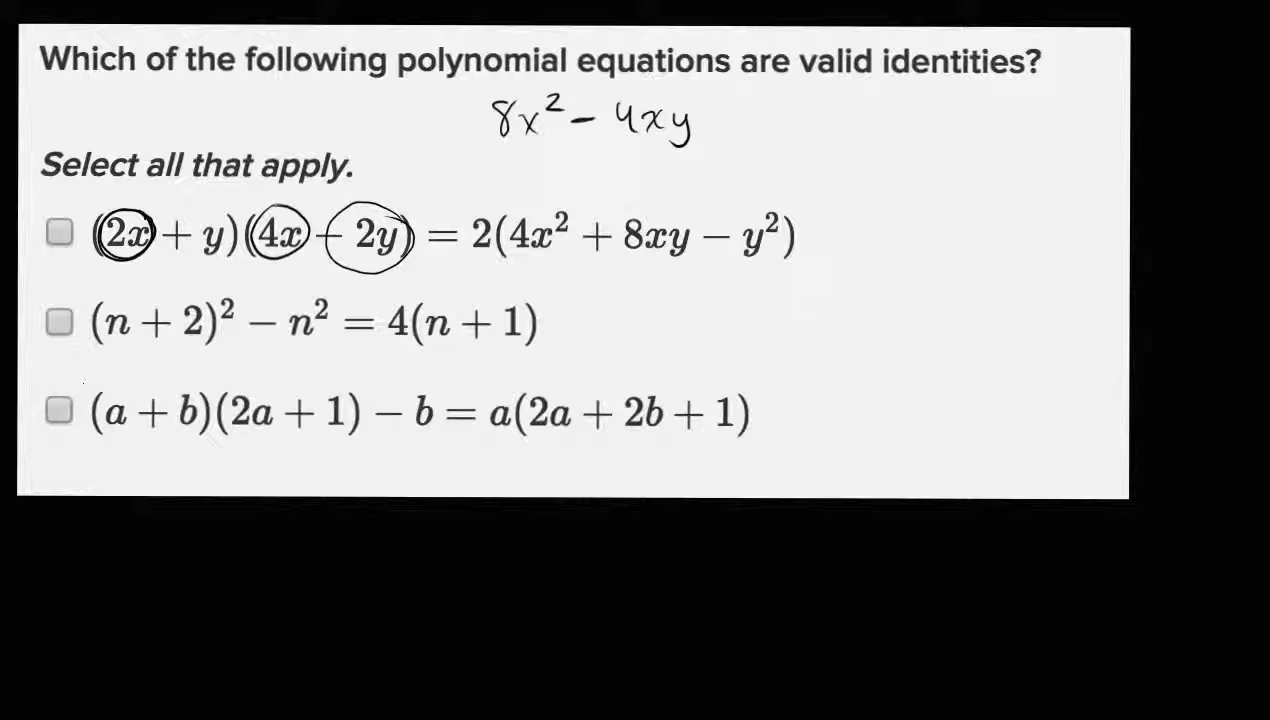 Which of the following polynomial equations are valid identities?
8x² - 4xy
Select all that apply.
(2x + y)(4x - 2y) = 2(4x² + 8xy - y²)
(n + 2)² - n² = 4(n + 1)
(a + b)(2a + 1) - b = a(2a + 2b + 1)